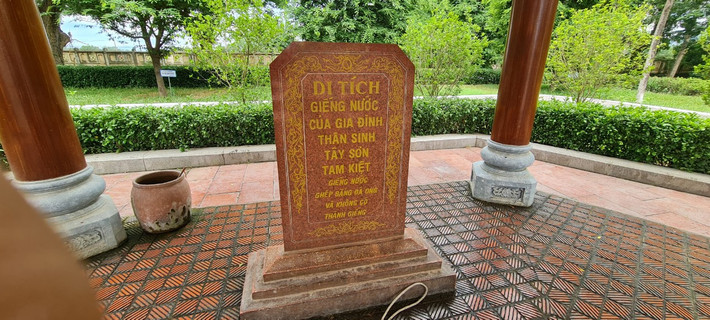 DI TÍCH
GIẾNG NƯỚC
CỦA GIA ĐÌNH
THÂN SINH
TÂY SƠN
TAM KIỆT
GIẾNG NƯỚC
GHÉP BẰNG ĐÁ ONG
VÀ KHÔNG CÓ
THÀNH GIẾNG